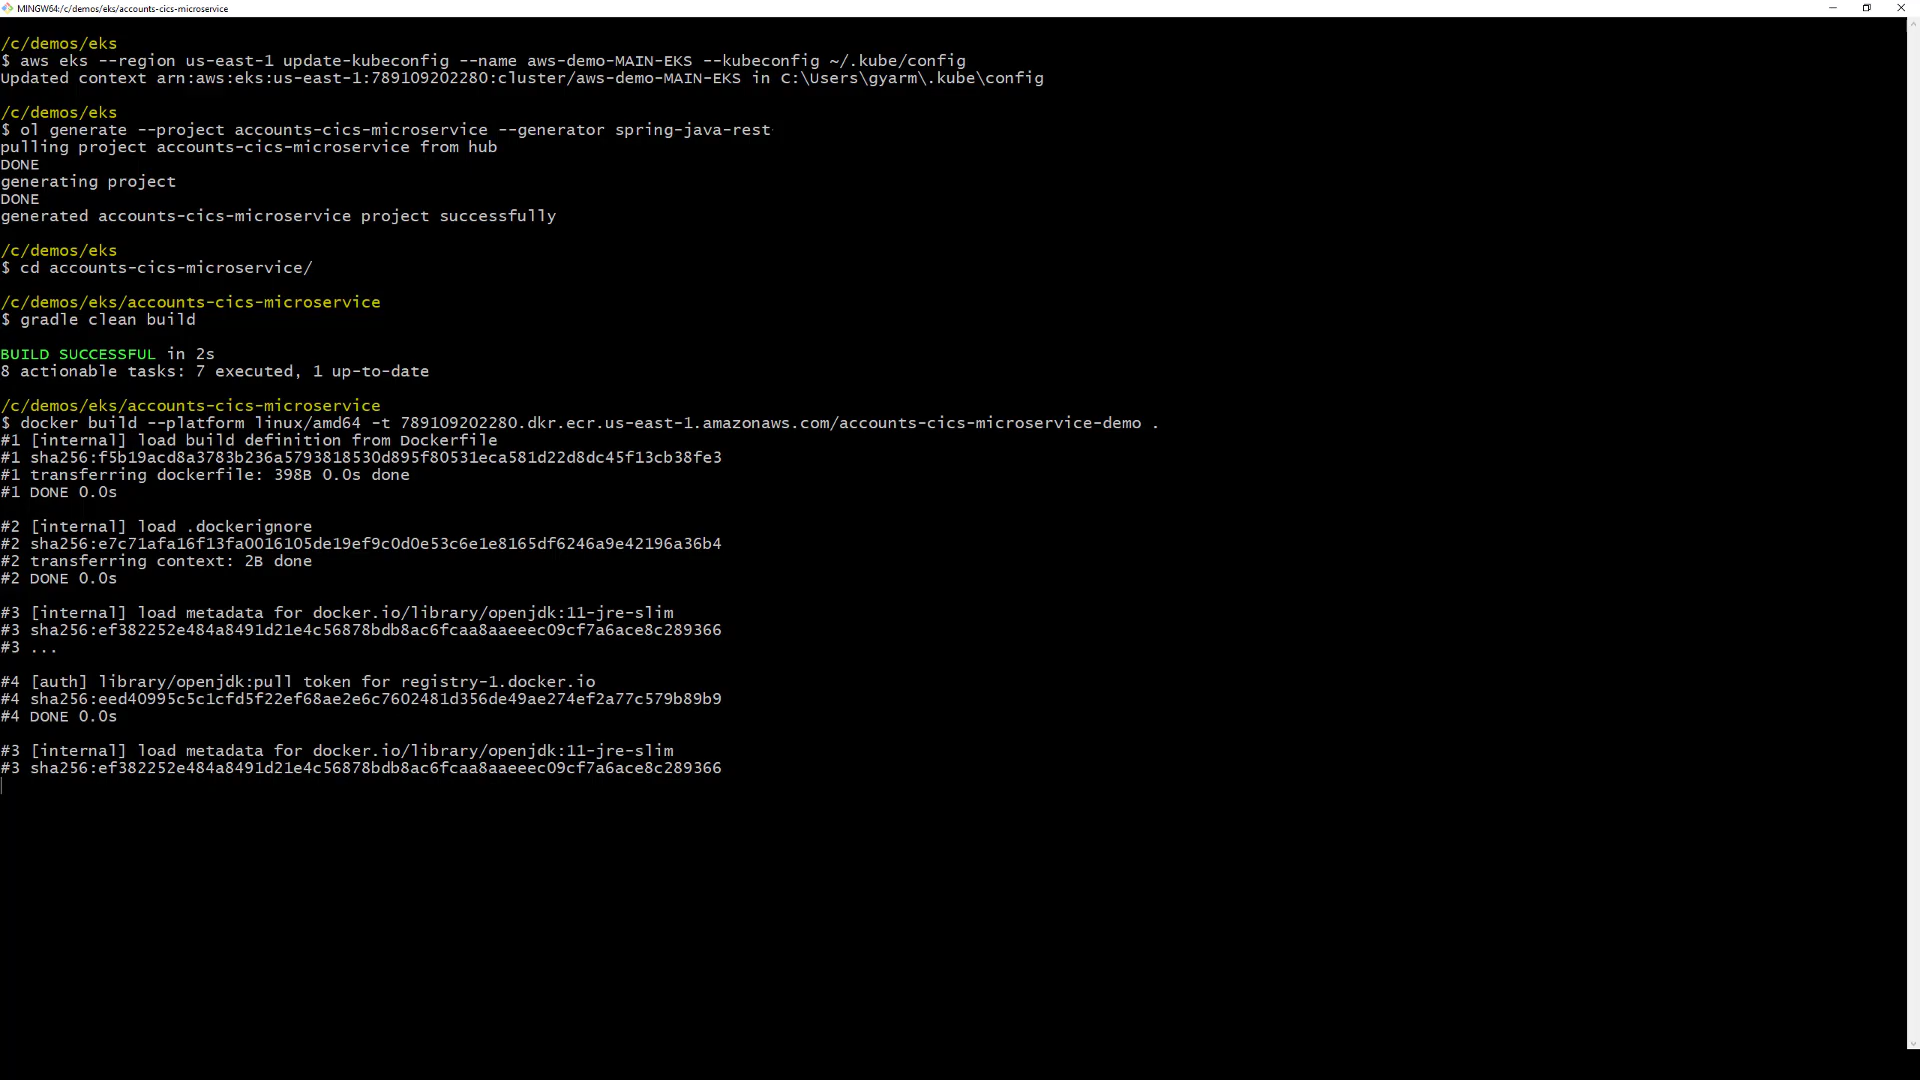 MINGW64:/c/demos/eks/accounts-cics-microservice
/c/demos/eks
$ aws eks --region us-east-1 update-kubeconfig --name aws-demo-MAIN-EKS --kubeconfig ~/.kube/config
Updated context arn:aws:eks:us-east-1:789109202280:cluster/aws-demo-MAIN-EKS in C:\Users\gyarm\.kube\config
/c/demos/eks
$ ol generate --project accounts-cics-microservice --generator spring-java-rest
pulling project accounts-cics-microservice from hub
DONE
generating project
DONE
generated accounts-cics-microservice project successfully
/c/demos/eks
$ cd accounts-cics-microservice/
/c/demos/eks/accounts-cics-microservice
$ gradle clean build
BUILD SUCCESSFUL in 2s
8 actionable tasks: 7 executed, 1 up-to-date
/c/demos/eks/accounts-cics-microservice
$ docker build --platform linux/amd64 -t 789109202280.dkr.ecr.us-east-1.amazonaws.com/accounts-cics-microservice-demo .
#1 [internal] load build definition from Dockerfile
#1 sha256:f5b19acd8a3783b236a5793818530d895f80531eca581d22d8dc45f13cb38fe3
#1 transferring dockerfile: 398B 0.0s done
#1 DONE 0.0s
#2 [internal] load .dockerignore
#2 sha256:e7c71afa16f13fa0016105de19ef9c0d0e53c6e1e8165df6246a9e42196a36b4
#2 transferring context: 2B done
#2 DONE 0.0s
#3 [internal] load metadata for docker.io/library/openjdk:11-jre-slim
#3 sha256:ef382252e484a8491d21e4c56878bdb8ac6fcaa8aaeeec09cf7a6ace8c289366
#3 ...
#4 [auth] library/openjdk:pull token for registry-1.docker.io
#4 sha256:eed40995c5c1cfd5f22ef68ae2e6c7602481d356de49ae274ef2a77c579b89b9
#4 DONE 0.0s
#3 [internal] load metadata for docker.io/library/openjdk:11-jre-slim
#3 sha256:ef382252e484a8491d21e4c56878bdb8ac6fcaa8aaeeec09cf7a6ace8c289366